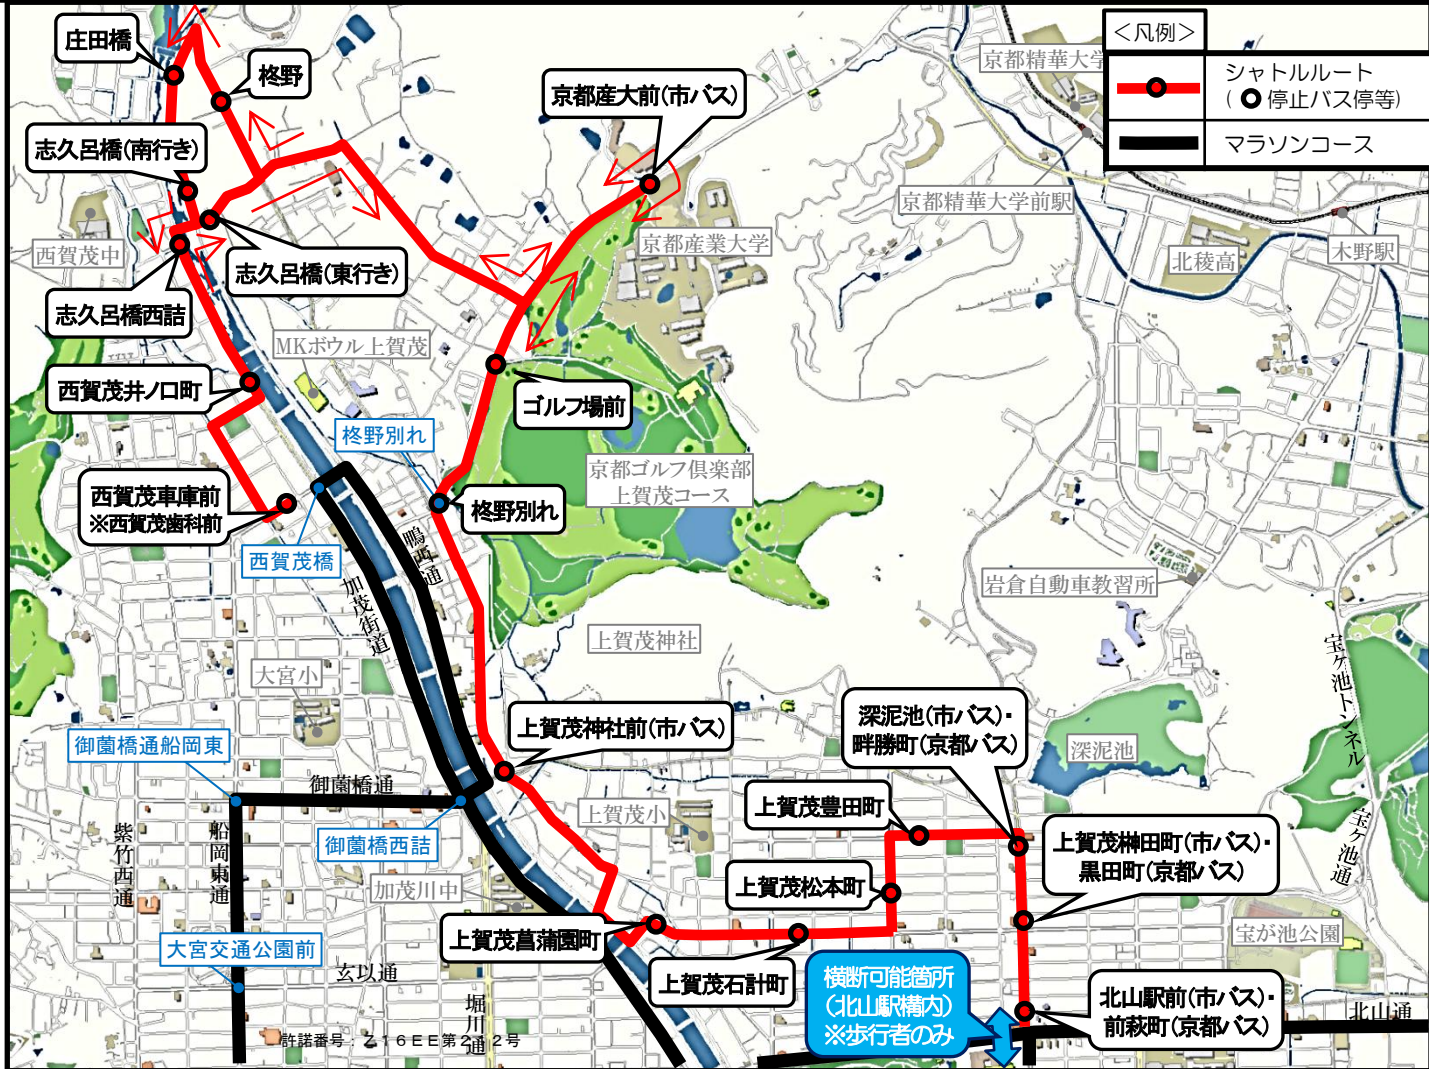 <凡例>
シャトルルート
(●停止バス停等)
マラソンコース
庄田橋
柊野
京都産大前(市バス)
京都精華大学
志久呂橋(南行き)
京都精華大学前駅
西賀茂中
京都産業大学
北稜高
木野駅
志久呂橋(東行き)
志久呂橋西詰
MKボウル上賀茂
西賀茂井ノ口町
ゴルフ場前
柊野別れ
京都ゴルフ倶楽部
上賀茂コース
西賀茂車庫前
※西賀茂歯科前
柊野別れ
西賀茂橋
鴨西通
加茂街道
岩倉自動車教習所
上賀茂神社
宝ケ池トンネル
大宮小
上賀茂神社前(市バス)
深泥池(市バス)・
畔勝町(京都バス)
深泥池
御薗橋通船岡東
御薗橋通
上賀茂小
上賀茂豊田町
宝ケ池通
紫竹西通
船岡東通
御薗橋西詰
上賀茂榊田町(市バス)・
黒田町(京都バス)
加茂川中
上賀茂松本町
上賀茂菖蒲園町
宝が池公園
大宮交通公園前
玄以通
上賀茂石計町
横断可能箇所
(北山駅構内)
※歩行者のみ
北山駅前(市バス)・
前萩町(京都バス)
北山通
堀川通
許諾番号：Z16EE第212号